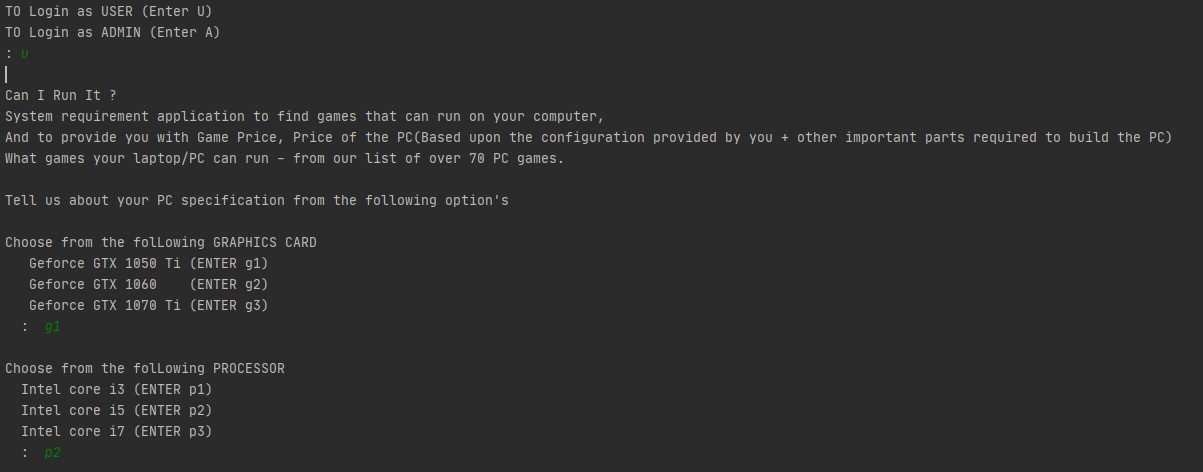 TO Login as USER (Enter U)
TO Login as ADMIN (Enter A)
: u
Can I Run It ?
System requirement application to find games that can run on your computer,
And to provide you with Game Price, Price of the PC(Based upon the configuration provided by you + other important parts required to build the PC)
What games your laptop/PC can run - from our list of over 70 PC games.
Tell us about your PC specification from the following option's
Choose from the folLowing GRAPHICS CARD
Geforce GTX 1050 Ti (ENTER g1)
Geforce GTX 1060    (ENTER g2)
Geforce GTX 1070 Ti (ENTER g3)
:  g1
Choose from the folLowing PROCESSOR
Intel core i3 (ENTER p1)
Intel core i5 (ENTER p2)
Intel core i7 (ENTER p3)
:  p2